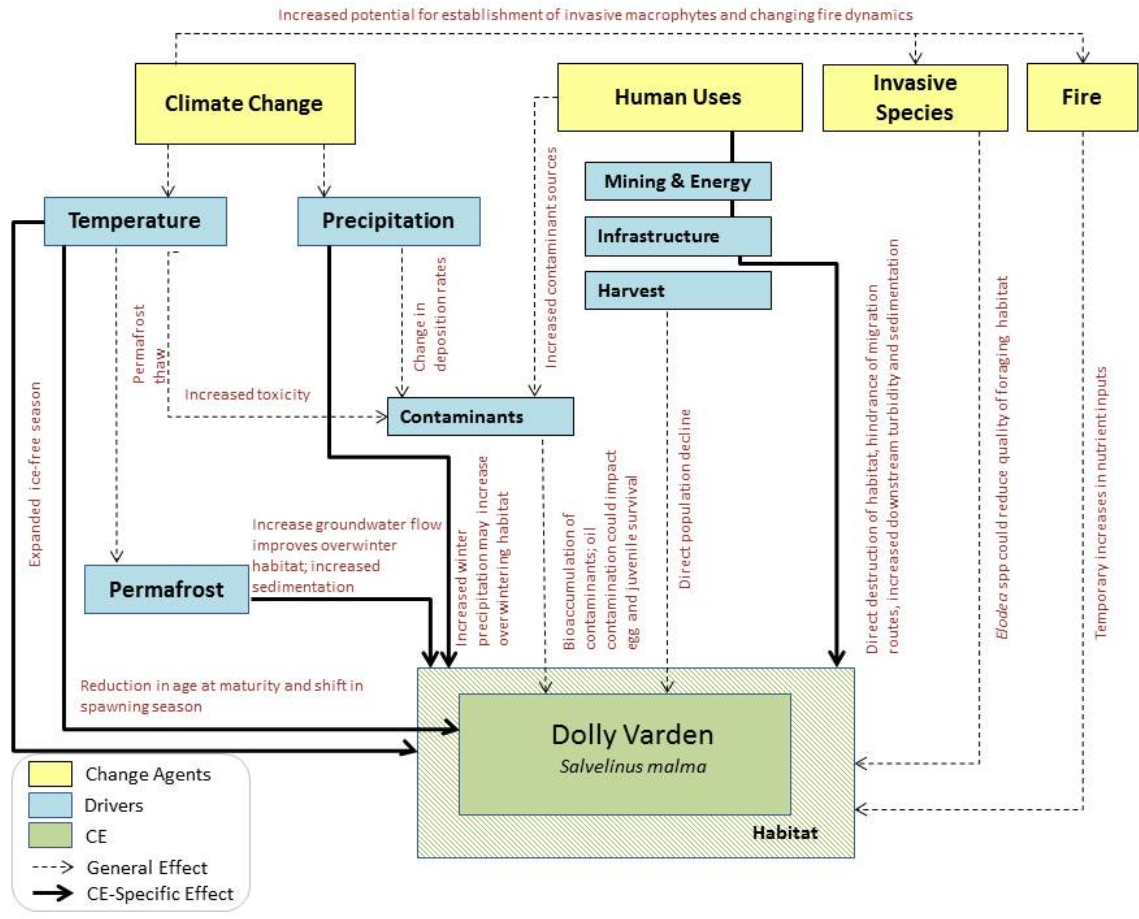 Increased potential for establishment of invasive macrophytes and changing fire dynamics
Climate Change
Human Uses
Invasive
Species
Fire
Mining & Energy
Temperature
Precipitation
Infrastructure
Harvest
Permafrost
thaw
Change in
deposition rates
Increased contaminant sources
Increased toxicity
Contaminants
Expanded ice-free season
Increase groundwater flow
improves overwinter
habitat; increased
sedimentation
Permafrost
Increased winter
precipitation may increase
overwintering habitat
Bioaccumulation of
contaminants; oil
contamination could impact
egg and juvenile survival
Direct population decline
Direct destruction of habitat, hindrance of migration
routes, increased downstream turbidity and sedimentation
Elodea spp could reduce quality of foraging habitat
Temporary increases in nutrient inputs
Reduction in age at maturity and shift in
spawning season
Dolly Varden
Salvelinus malma
Habitat
Change Agents
Drivers
CE
General Effect
CE-Specific Effect